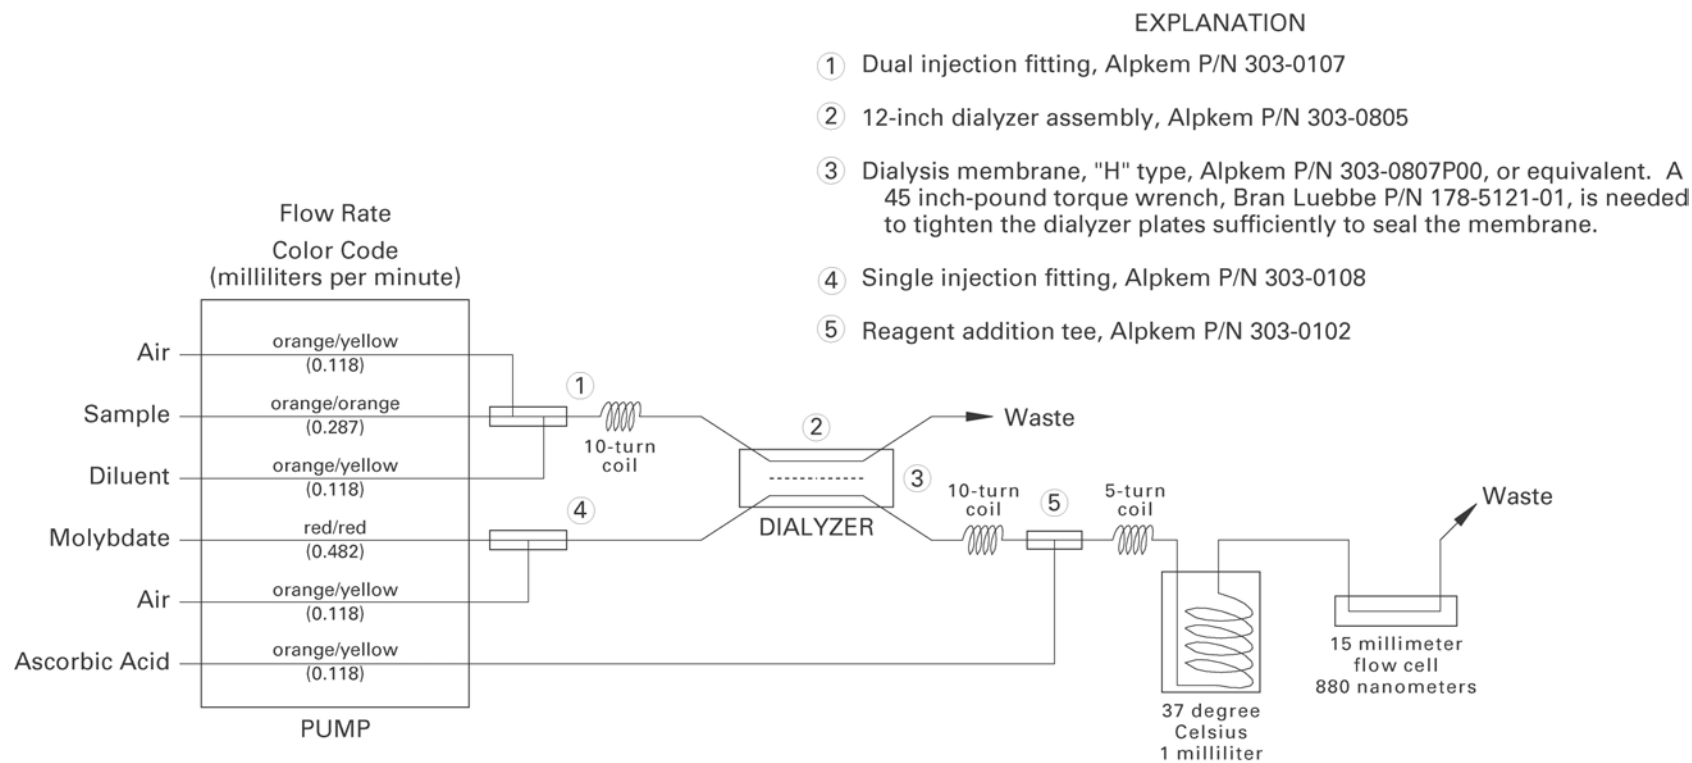 EXPLANATION
1 Dual injection fitting, Alpkem P/N 303-0107
2 12-inch dialyzer assembly, Alpkem P/N 303-0805
3 Dialysis membrane, "H" type, Alpkem P/N 303-0807P00, or equivalent. A
45 inch-pound torque wrench, Bran Luebbe P/N 178-5121-01, is needed
to tighten the dialyzer plates sufficiently to seal the membrane.
4 Single injection fitting, Alpkem P/N 303-0108
5 Reagent addition tee, Alpkem P/N 303-0102
Flow Rate
Color Code
(milliliters per minute)
Air
orange/yellow
(0.118)
Sample
orange/orange
(0.287)
Diluent
orange/yellow
(0.118)
Molybdate
red/red
(0.482)
Air
orange/yellow
(0.118)
Ascorbic Acid
orange/yellow
(0.118)
PUMP
1
10-turn
coil
4
2
3
DIALYZER
Waste
10-turn
coil
5
5-turn
coil
37 degree
Celsius
1 milliliter
Waste
15 millimeter
flow cell
880 nanometers